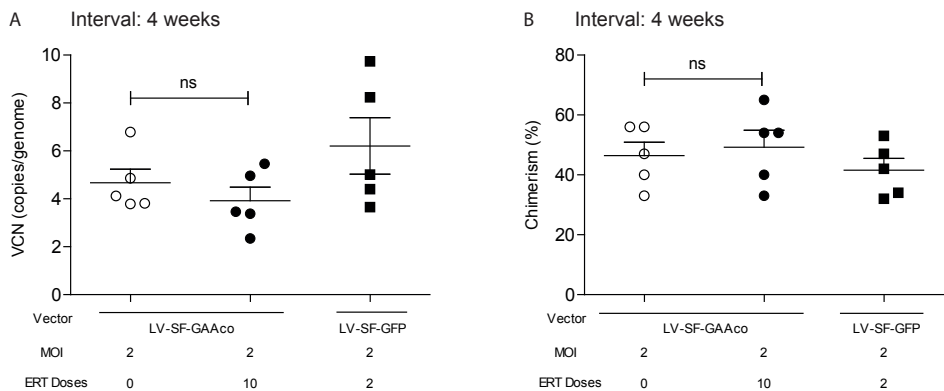 A Interval: 4 weeks
VCN (copies/genome)
10
8
6
4
2
0
ns
Vector LV-SF-GAAco LV-SF-GFP
MOI 2 2 2
ERT Doses 0 10 2
B Interval: 4 weeks
Chimerism (%)
80
60
40
20
0
ns
Vector LV-SF-GAAco LV-SF-GFP
MOI 2 2 2
ERT Doses 0 10 2